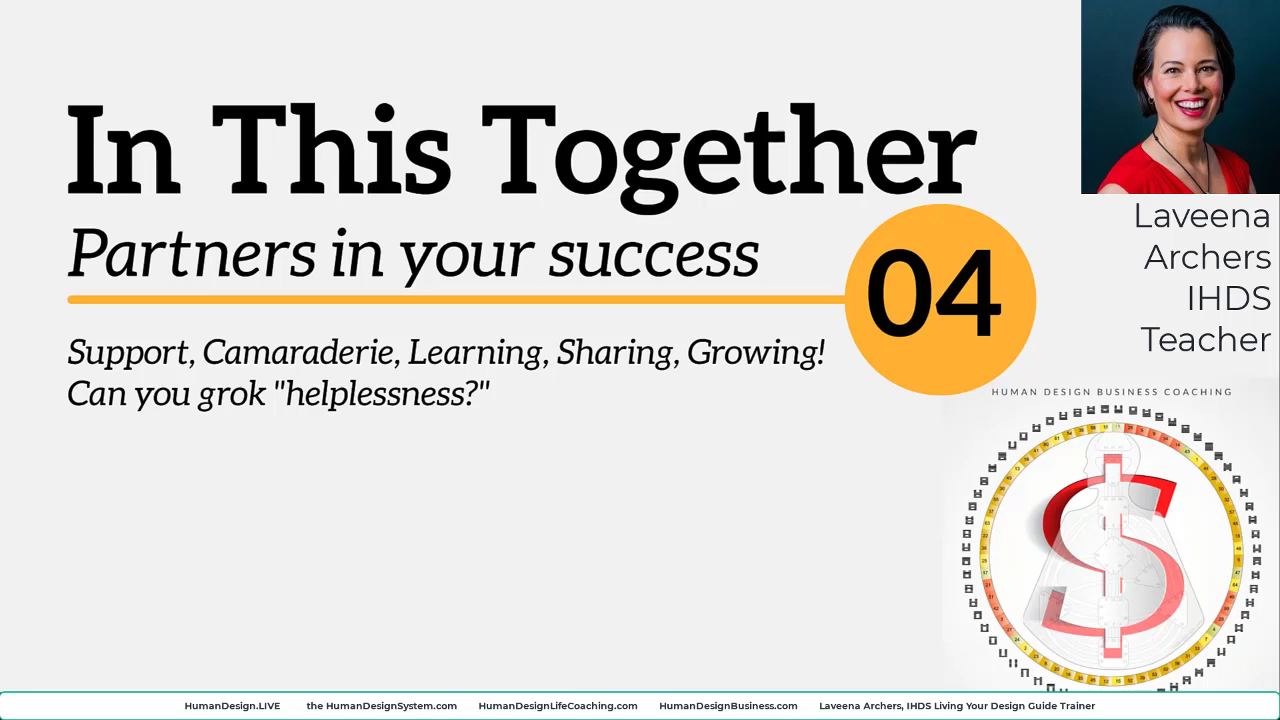 In This Together
Partners in your success
04
Support, Camaraderie, Learning, Sharing, Growing!
Can you grok "helplessness?"
Laveena
Archers
IHDS
Teacher
HUMAN DESIGN BUSINESS COACHING
HumanDesign.LIVE the HumanDesignSystem.com HumanDesignLifeCoaching.com HumanDesignBusiness.com Laveena Archers, IHDS Living Your Design Guide Trainer